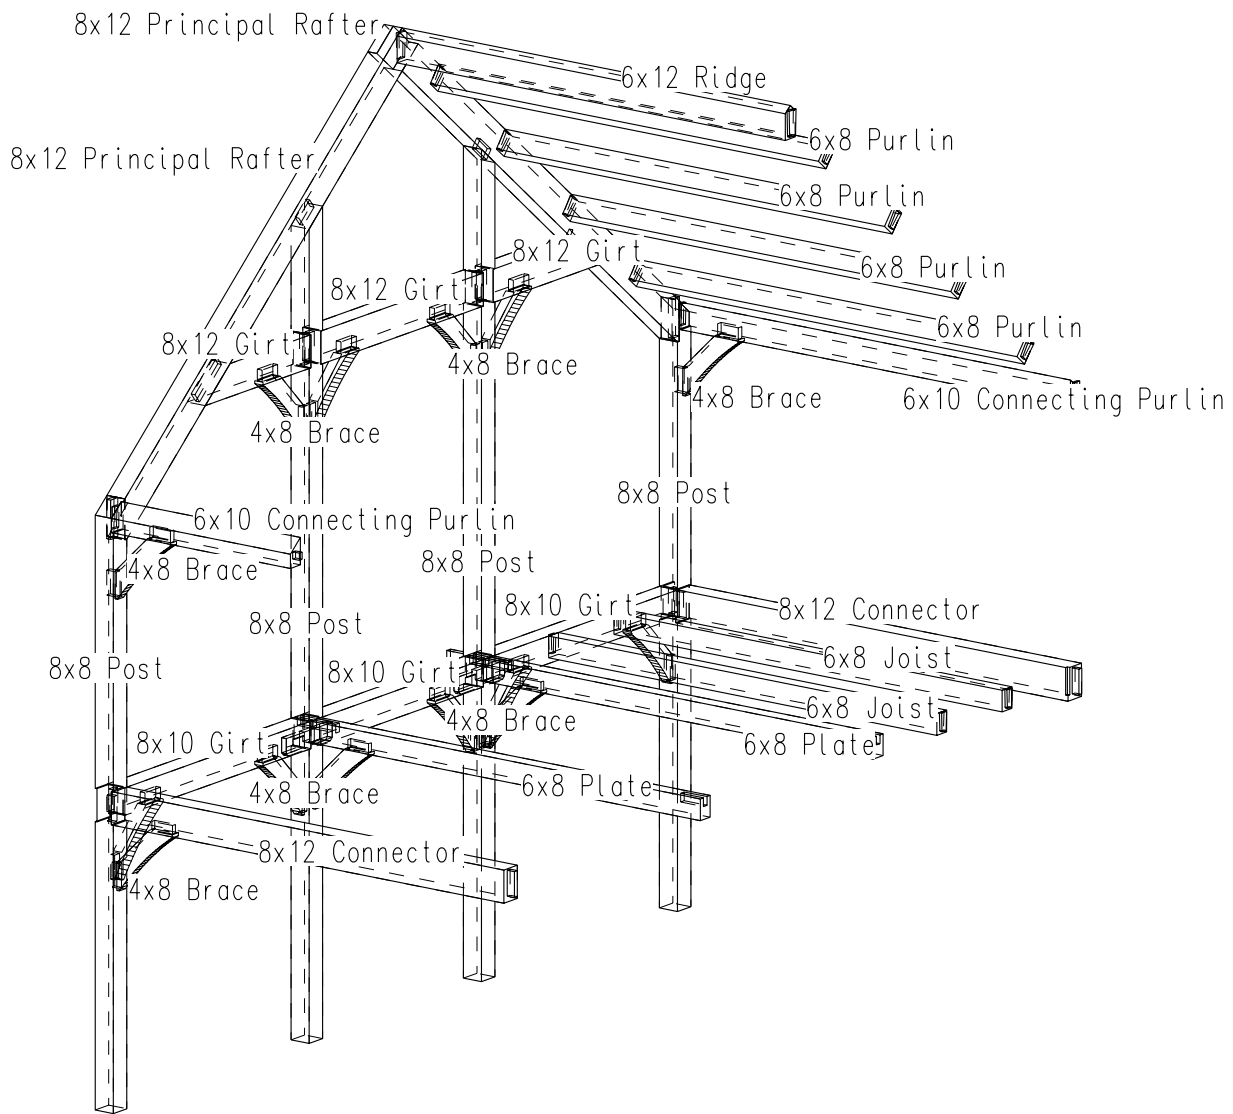 8x12 Principal Rafter
6x12 Ridge
6x8 Purlin
8x12 Principal Rafter
6x8 Purlin
8x12 Girt
6x8 Purlin
8x12 Girt
6x8 Purlin
8x12 Girt
4x8 Brace
4x8 Brace
6x10 Connecting Purlin
4x8 Brace
8x8 Post
6x10 Connecting Purlin
8x8 Post
4x8 Brace
8x10 Girt
8x12 Connector
8x8 Post
6x8 Joist
8x8 Post
8x10 Girt
6x8 Joist
4x8 Brace
8x10 Girt
6x8 Plate
6x8 Plate
4x8 Brace
8x12 Connector
4x8 Brace